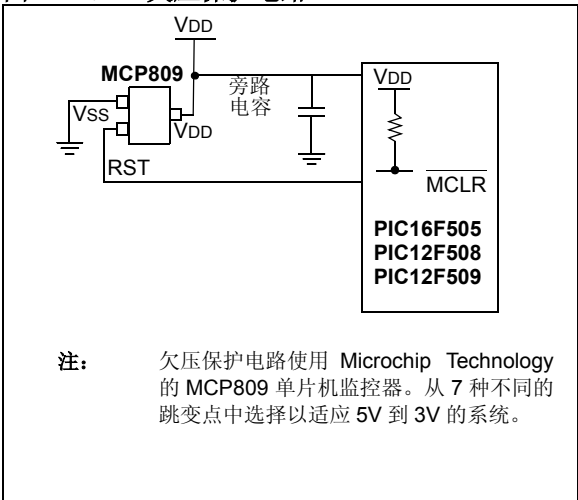 VDD
MCP809
旁路
电容
VDD
VSS
VDD
RST
MCLR
PIC16F505
PIC12F508
PIC12F509
注： 欠压保护电路使用 Microchip Technology
的 MCP809 单片机监控器。从 7 种不同的
跳变点中选择以适应 5V 到 3V 的系统。